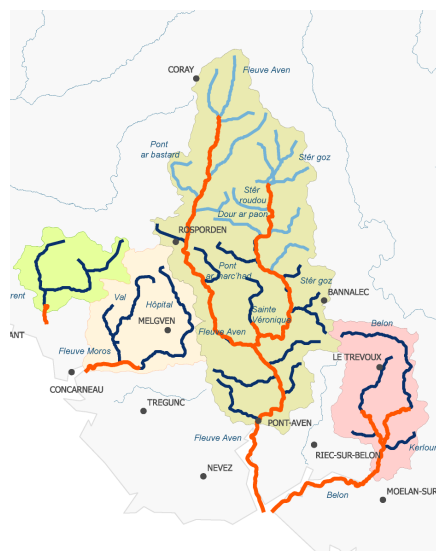 CORAY
Fleuve Aven
Pont
ar bastard
Stêr goz
Stêr
roudou
Dour ar paon
ROSPORDEN
Pont
ar marc'had
Stêr goz
rent
Val
Hôpital
BANNALEC
Sainte
Véronique
MELGVEN
Fleuve Aven
Belon
ANT
Fleuve Moros
LE TREVOUX
CONCARNEAU
TREGUNC
PONT-AVEN
Fleuve Aven
Kerlour
RIEC-SUR-BELON
NEVEZ
Belon
MOELAN-SUR